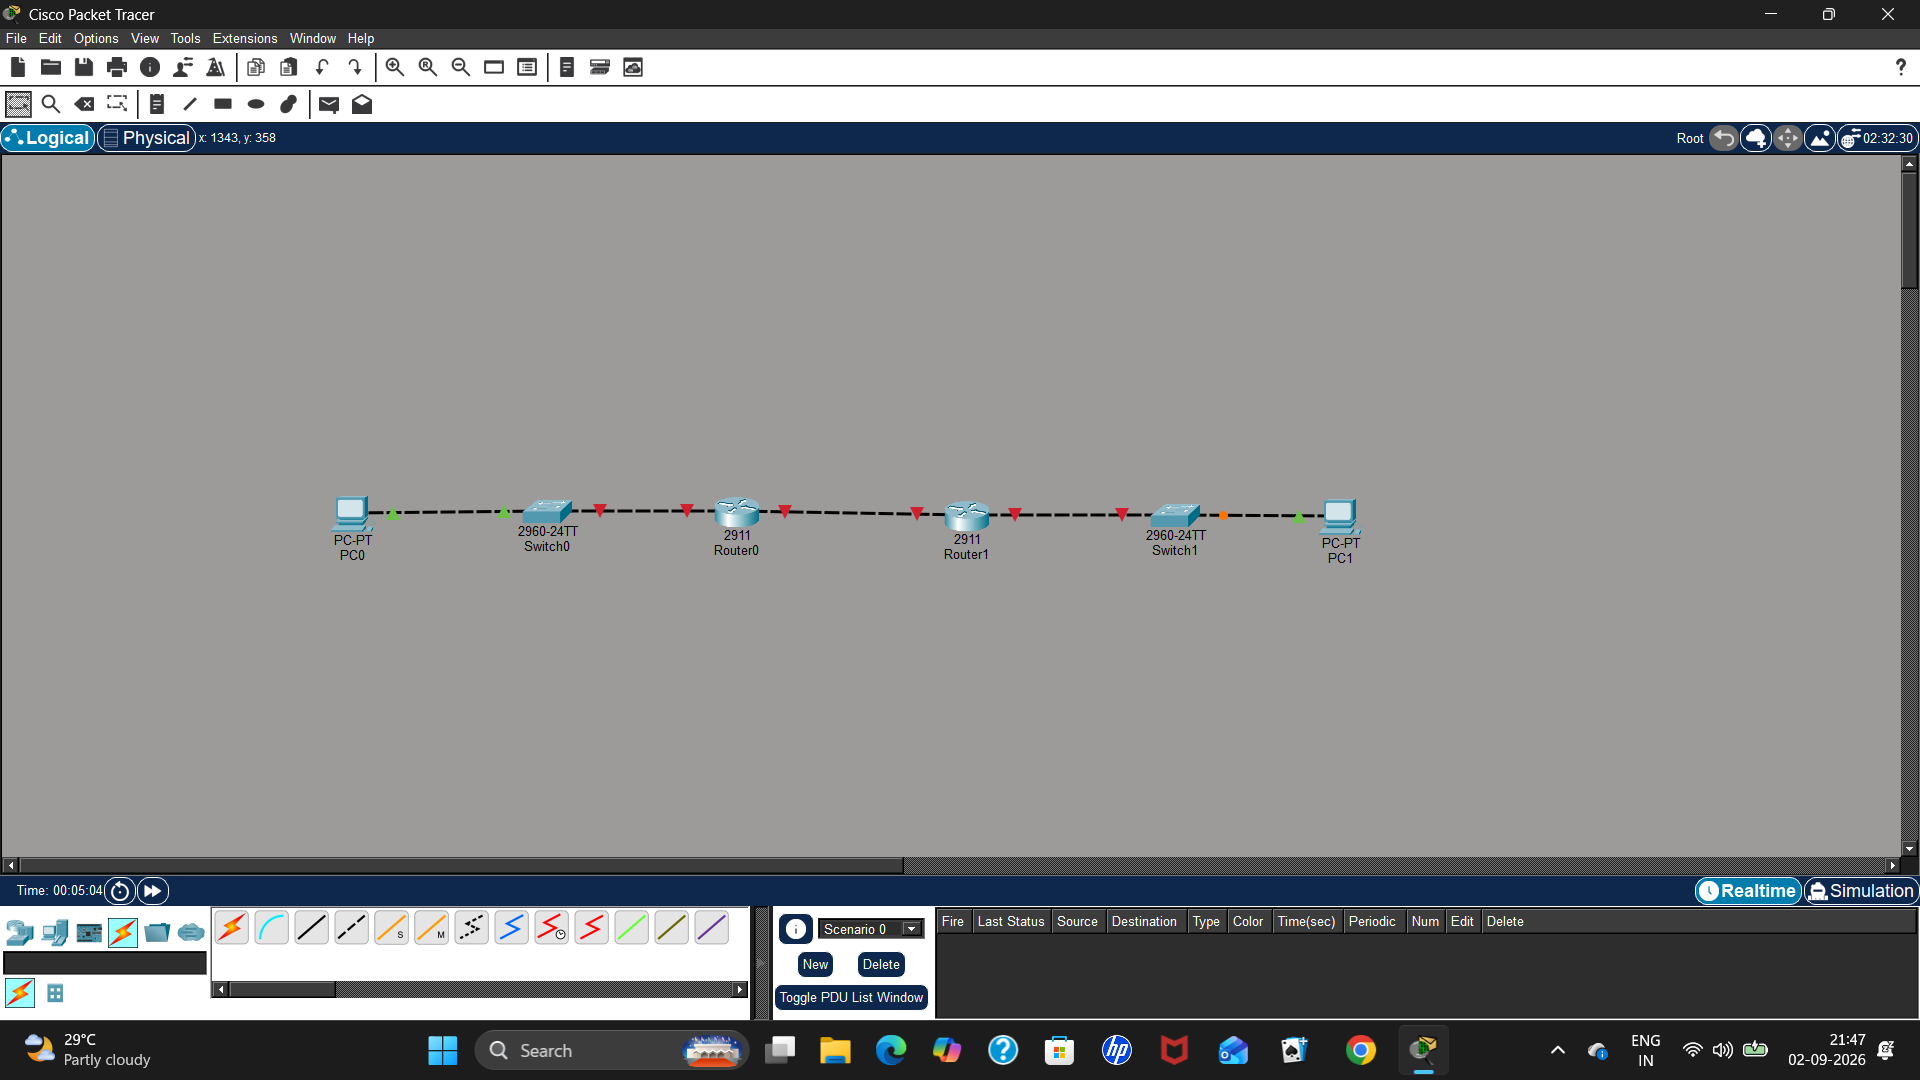 Cisco Packet Tracer
File Edit Options View Tools Extensions Window Help
?
Logical Physical x: 1343, y: 358 Root 02:32:30
PC-PT
PC0
2960-24TT
Switch0
2911
Router0
2911
Router1
2960-24TT
Switch1
PC-PT
PC1
Time: 00:05:04 Realtime Simulation
S M
Scenario 0
New Delete
Toggle PDU List Window
Fire Last Status Source Destination Type Color Time(sec) Periodic Num Edit Delete
29°C
Partly cloudy
Search
ENG
IN
21:47
02-09-2026